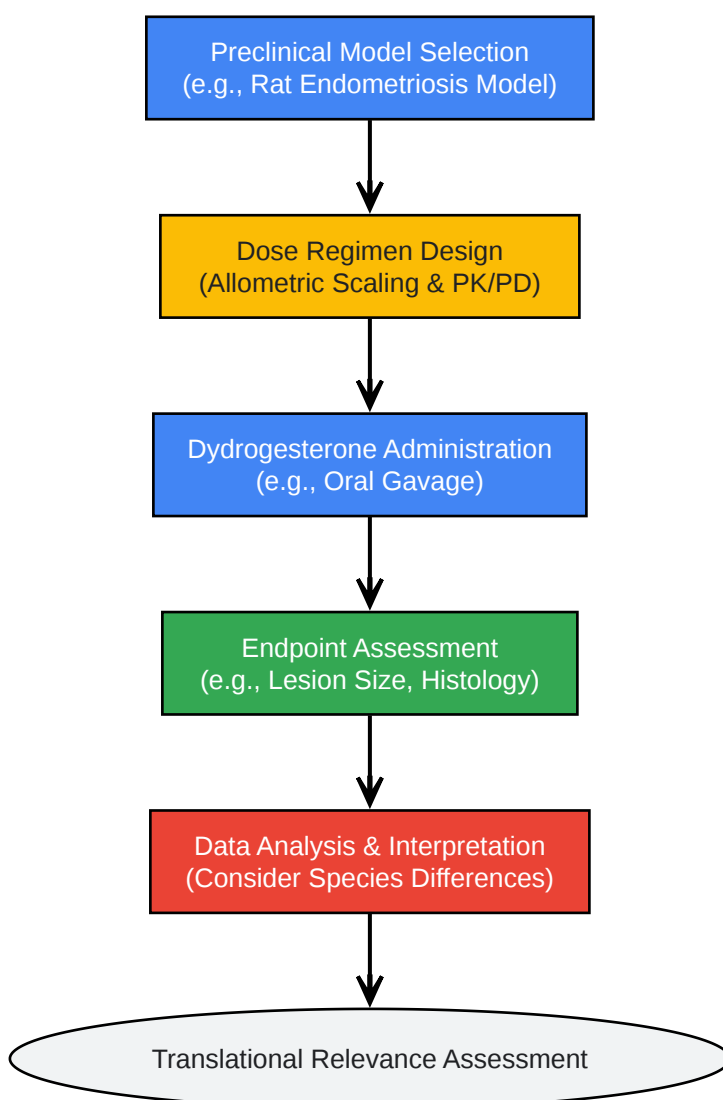 Preclinical Model Selection
(e.g., Rat Endometriosis Model)
Dose Regimen Design
(Allometric Scaling & PK/PD)
Dydrogesterone Administration
(e.g., Oral Gavage)
Endpoint Assessment
(e.g., Lesion Size, Histology)
Data Analysis & Interpretation
(Consider Species Differences)
Translational Relevance Assessment